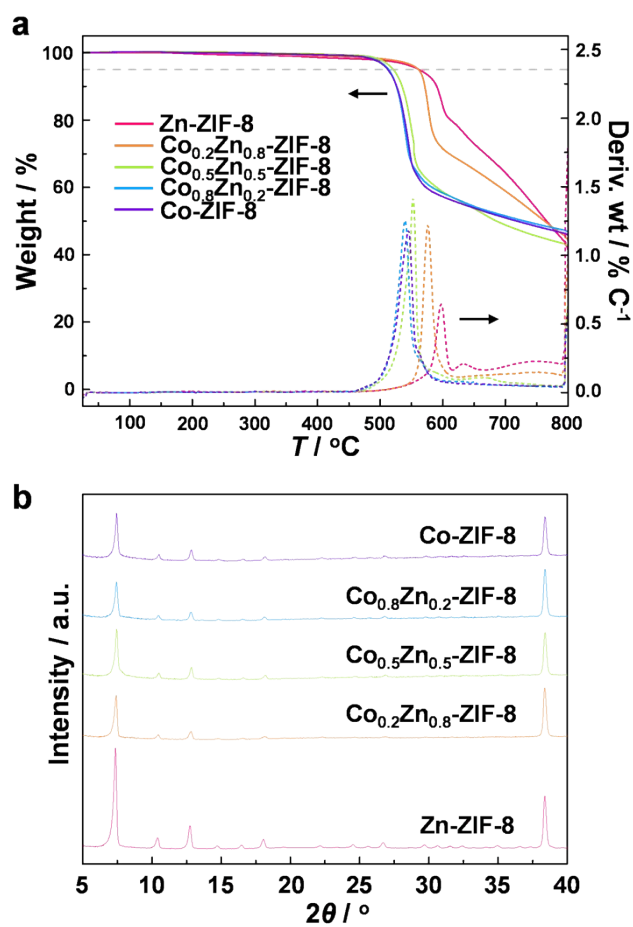 a
100
80
60
40
20
0
Weight / %
Zn-ZIF-8
Co0.2Zn0.8-ZIF-8
Co0.5Zn0.5-ZIF-8
Co0.8Zn0.2-ZIF-8
Co-ZIF-8
2.5
2.0
1.5
1.0
0.5
0.0
Deriv. wt / % C-1
100 200 300 400 500 600 700 800
T / °C
b
Intensity / a.u.
Co-ZIF-8
Co0.8Zn0.2-ZIF-8
Co0.5Zn0.5-ZIF-8
Co0.2Zn0.8-ZIF-8
Zn-ZIF-8
5 10 15 20 25 30 35 40
2θ / °